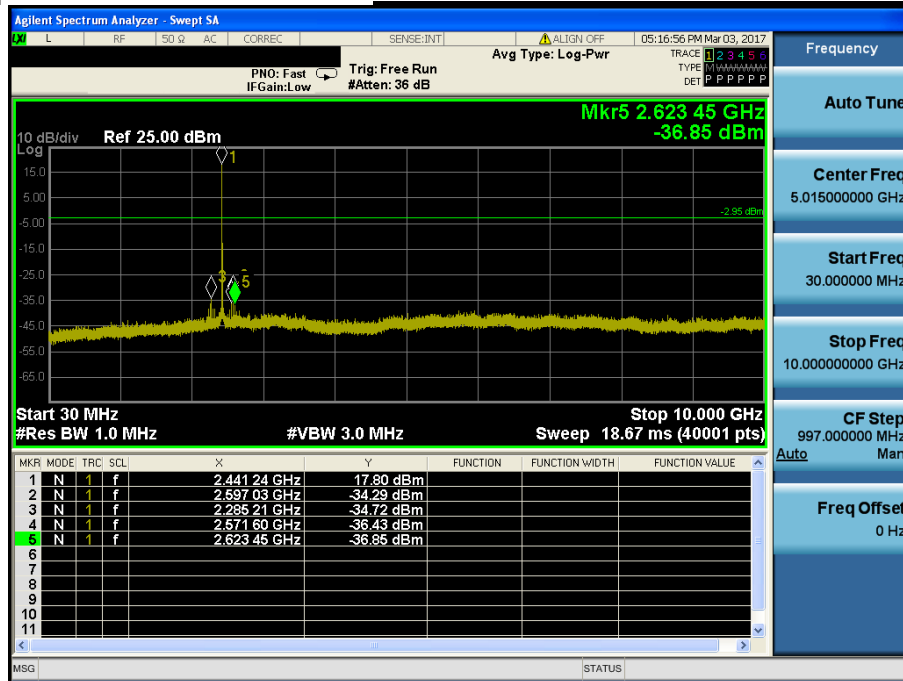 Agilent Spectrum Analyzer - Swept SA
LXI L RF 50 Ω AC CORREC SENSE:INT ALIGN OFF 05:16:56 PM Mar 03, 2017
Avg Type: Log-Pwr TRACE 1 2 3 4 5 6
PNO: Fast Trig: Free Run TYPE M WWWWW
IFGain:Low #Atten: 36 dB DET P P P P P P
Mkr5 2.623 45 GHz
-36.85 dBm
10 dB/div Ref 25.00 dBm
Log
1
15.0
5.00
-2.95 dBm
-5.00
-15.0
-25.0
3 5
-35.0
-45.0
-55.0
-65.0
Start 30 MHz Stop 10.000 GHz
#Res BW 1.0 MHz #VBW 3.0 MHz Sweep 18.67 ms (40001 pts)
MKR MODE TRC SCL X Y FUNCTION FUNCTION WIDTH FUNCTION VALUE
1 N 1 f 2.441 24 GHz 17.80 dBm
2 N 1 f 2.597 03 GHz -34.29 dBm
3 N 1 f 2.285 21 GHz -34.72 dBm
4 N 1 f 2.571 60 GHz -36.43 dBm
5 N 1 f 2.623 45 GHz -36.85 dBm
6
7
8
9
10
11
MSG STATUS
Frequency
Auto Tune
Center Freq
5.015000000 GHz
Start Freq
30.000000 MHz
Stop Freq
10.000000000 GHz
CF Step
997.000000 MHz
Auto Man
Freq Offset
0 Hz